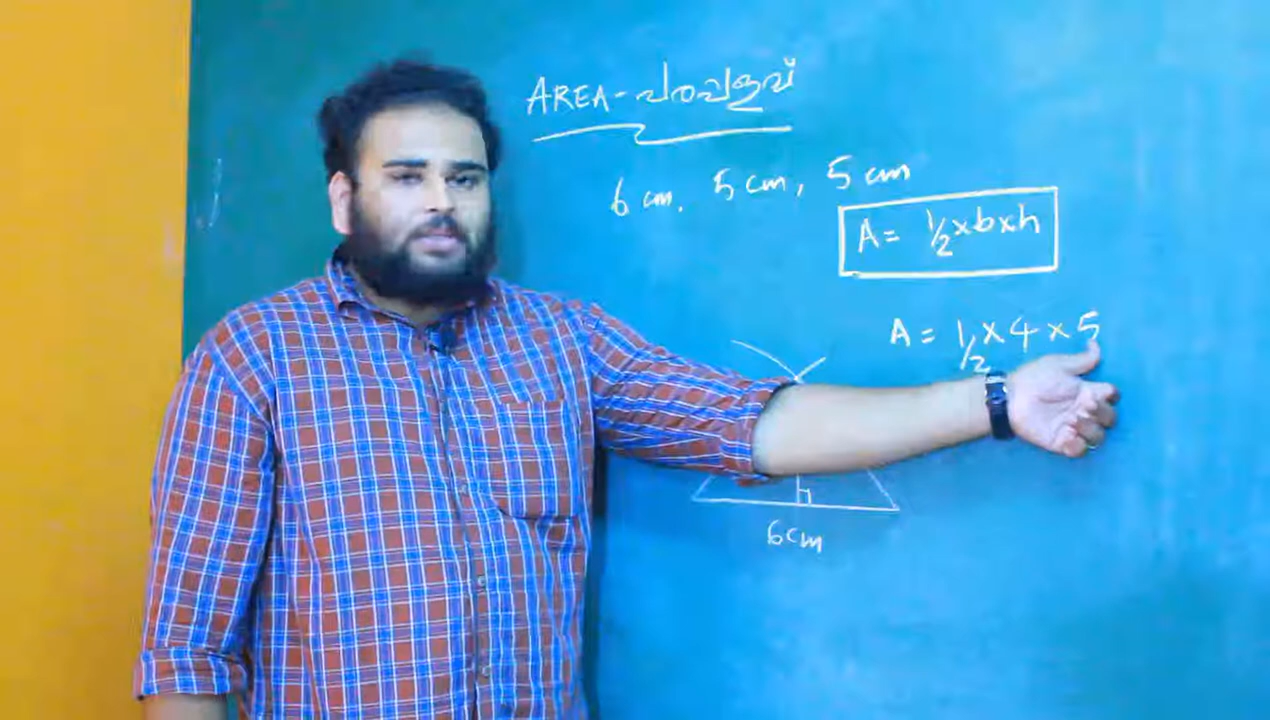 AREA - പരപ്പളവ്
6 cm, 5 cm, 5 cm
A = 1/2 x b x h
A = 1/2 x 4 x 5
6cm